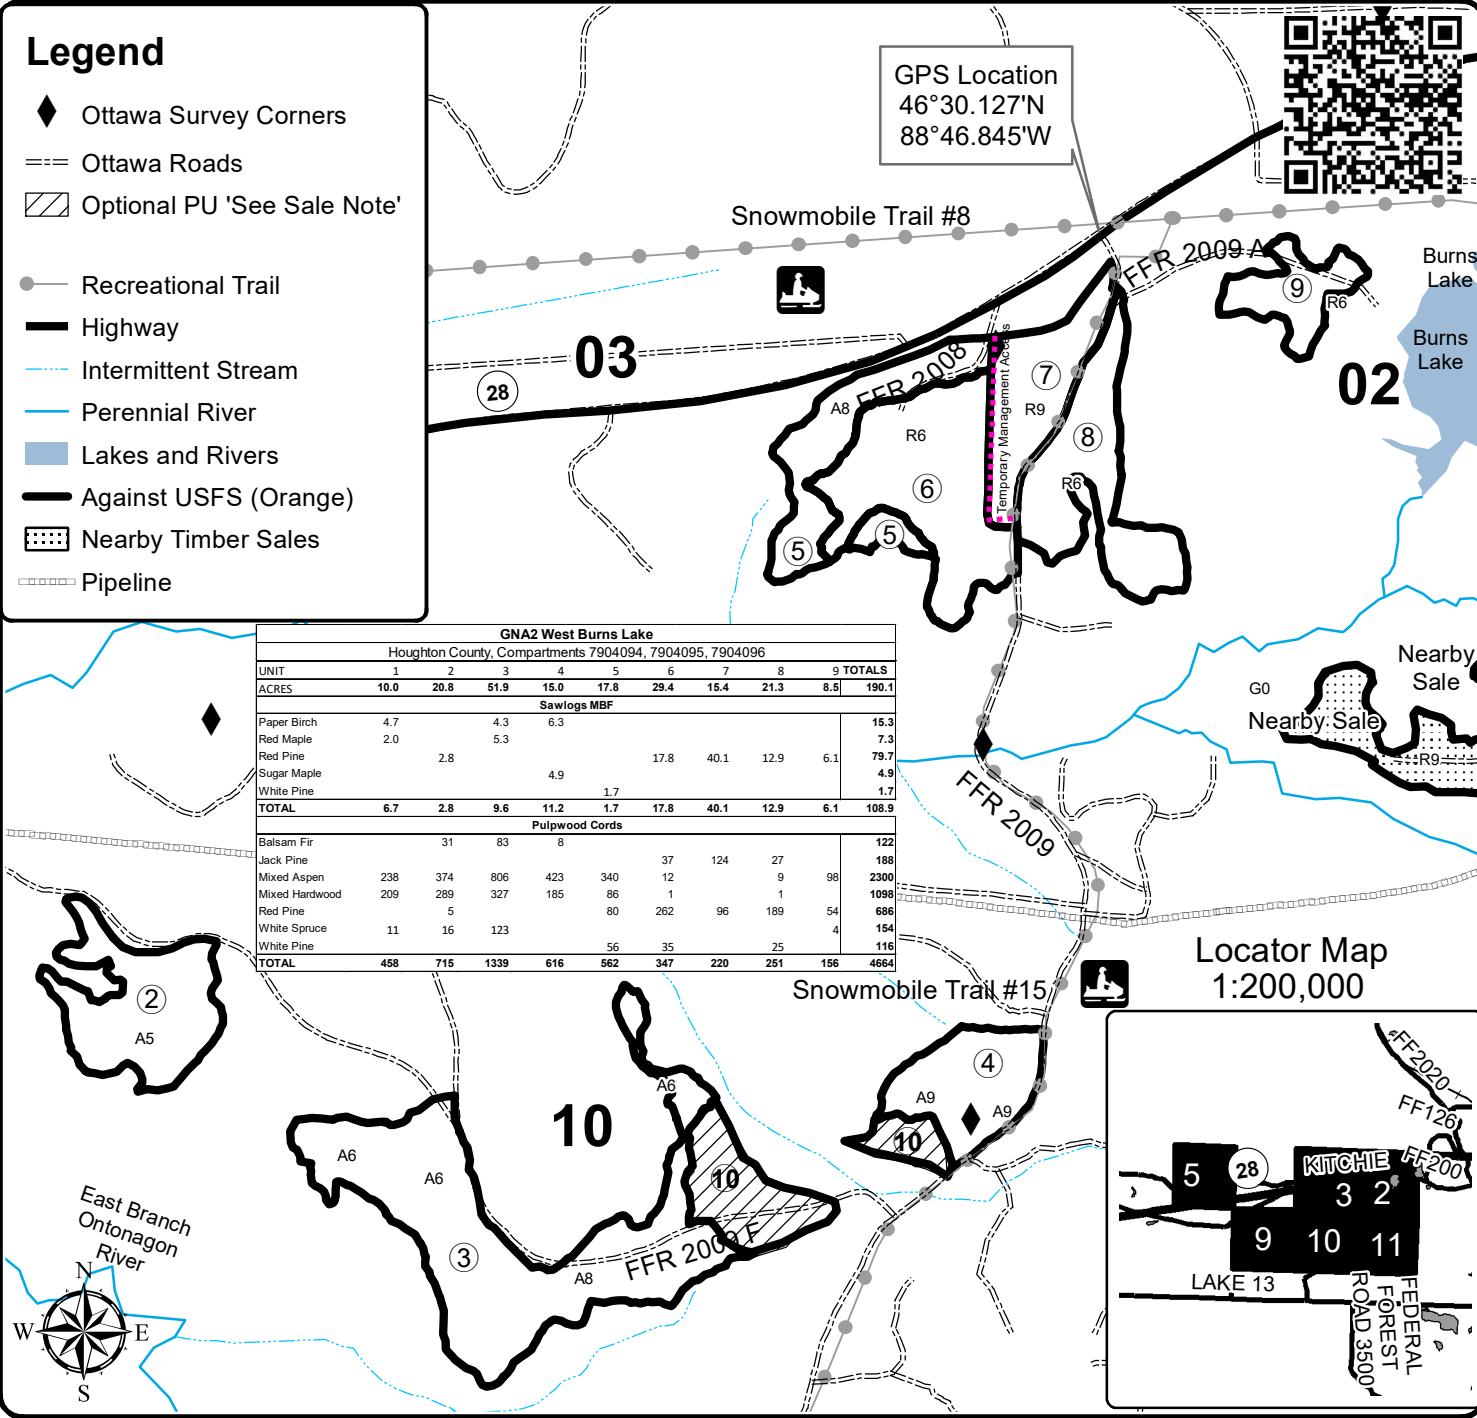 Legend
Ottawa Survey Corners
Ottawa Roads
Optional PU 'See Sale Note'
Recreational Trail
Highway
Intermittent Stream
Perennial River
Lakes and Rivers
Against USFS (Orange)
Nearby Timber Sales
Pipeline
GPS Location
46°30.127'N
88°46.845'W
Snowmobile Trail #8
FFR 2009 A
9
R6
Burns
Lake
Burns
Lake
02
03
28
FFR 2008
A8
R6
6
5
5
Temporary Management Access
7
R9
8
R6
Nearby
Sale
G0
Nearby Sale
R9
FFR 2009
GNA2 West Burns Lake
Houghton County, Compartments 7904094, 7904095, 7904096
UNIT 1 2 3 4 5 6 7 8 9 TOTALS
ACRES 10.0 20.8 51.9 15.0 17.8 29.4 15.4 21.3 8.5 190.1
Sawlogs MBF
Paper Birch 4.7 4.3 6.3 15.3
Red Maple 2.0 5.3 7.3
Red Pine 2.8 17.8 40.1 12.9 6.1 79.7
Sugar Maple 4.9 4.9
White Pine 1.7 1.7
TOTAL 6.7 2.8 9.6 11.2 1.7 17.8 40.1 12.9 6.1 108.9
Pulpwood Cords
Balsam Fir 31 83 8 122
Jack Pine 37 124 27 188
Mixed Aspen 238 374 806 423 340 12 9 98 2300
Mixed Hardwood 209 289 327 185 86 1 1 1098
Red Pine 5 80 262 96 189 54 686
White Spruce 11 16 123 4 154
White Pine 56 35 25 116
TOTAL 458 715 1339 616 562 347 220 251 156 4664
Snowmobile Trail #15
2
A5
4
A9
A9
10
A6
10
10
A6
A6
3
A8
FFR 2009 F
East Branch
Ontonagon
River
N
W E
S
Locator Map
1:200,000
FF2020
FF126
FF200
KITCHIE
28
5
3 2
9 10 11
LAKE 13
ROAD 3500
FOREST
FEDERAL